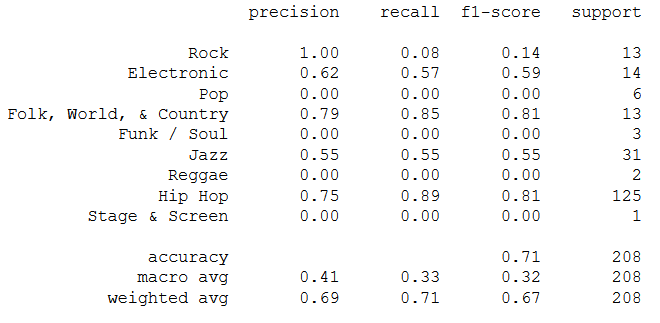 precision recall f1-score support
Rock 1.00 0.08 0.14 13
Electronic 0.62 0.57 0.59 14
Pop 0.00 0.00 0.00 6
Folk, World, & Country 0.79 0.85 0.81 13
Funk / Soul 0.00 0.00 0.00 3
Jazz 0.55 0.55 0.55 31
Reggae 0.00 0.00 0.00 2
Hip Hop 0.75 0.89 0.81 125
Stage & Screen 0.00 0.00 0.00 1
accuracy 0.71 208
macro avg 0.41 0.33 0.32 208
weighted avg 0.69 0.71 0.67 208